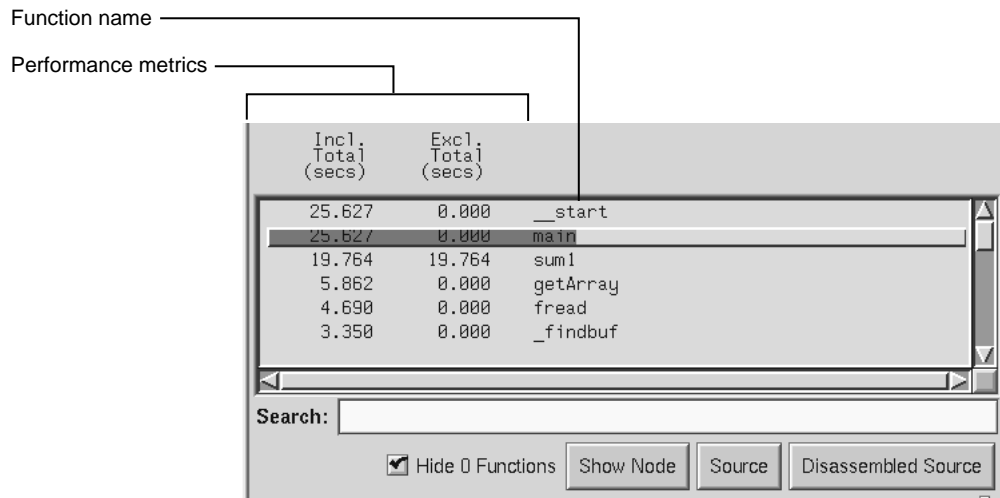 Function name
Performance metrics
Incl. Excl.
Total Total
(secs) (secs)
25.627 0.000 __start
25.627 0.000 main
19.764 19.764 sum1
5.862 0.000 getArray
4.690 0.000 fread
3.350 0.000 _findbuf
Search:
Hide 0 Functions Show Node Source Disassembled Source